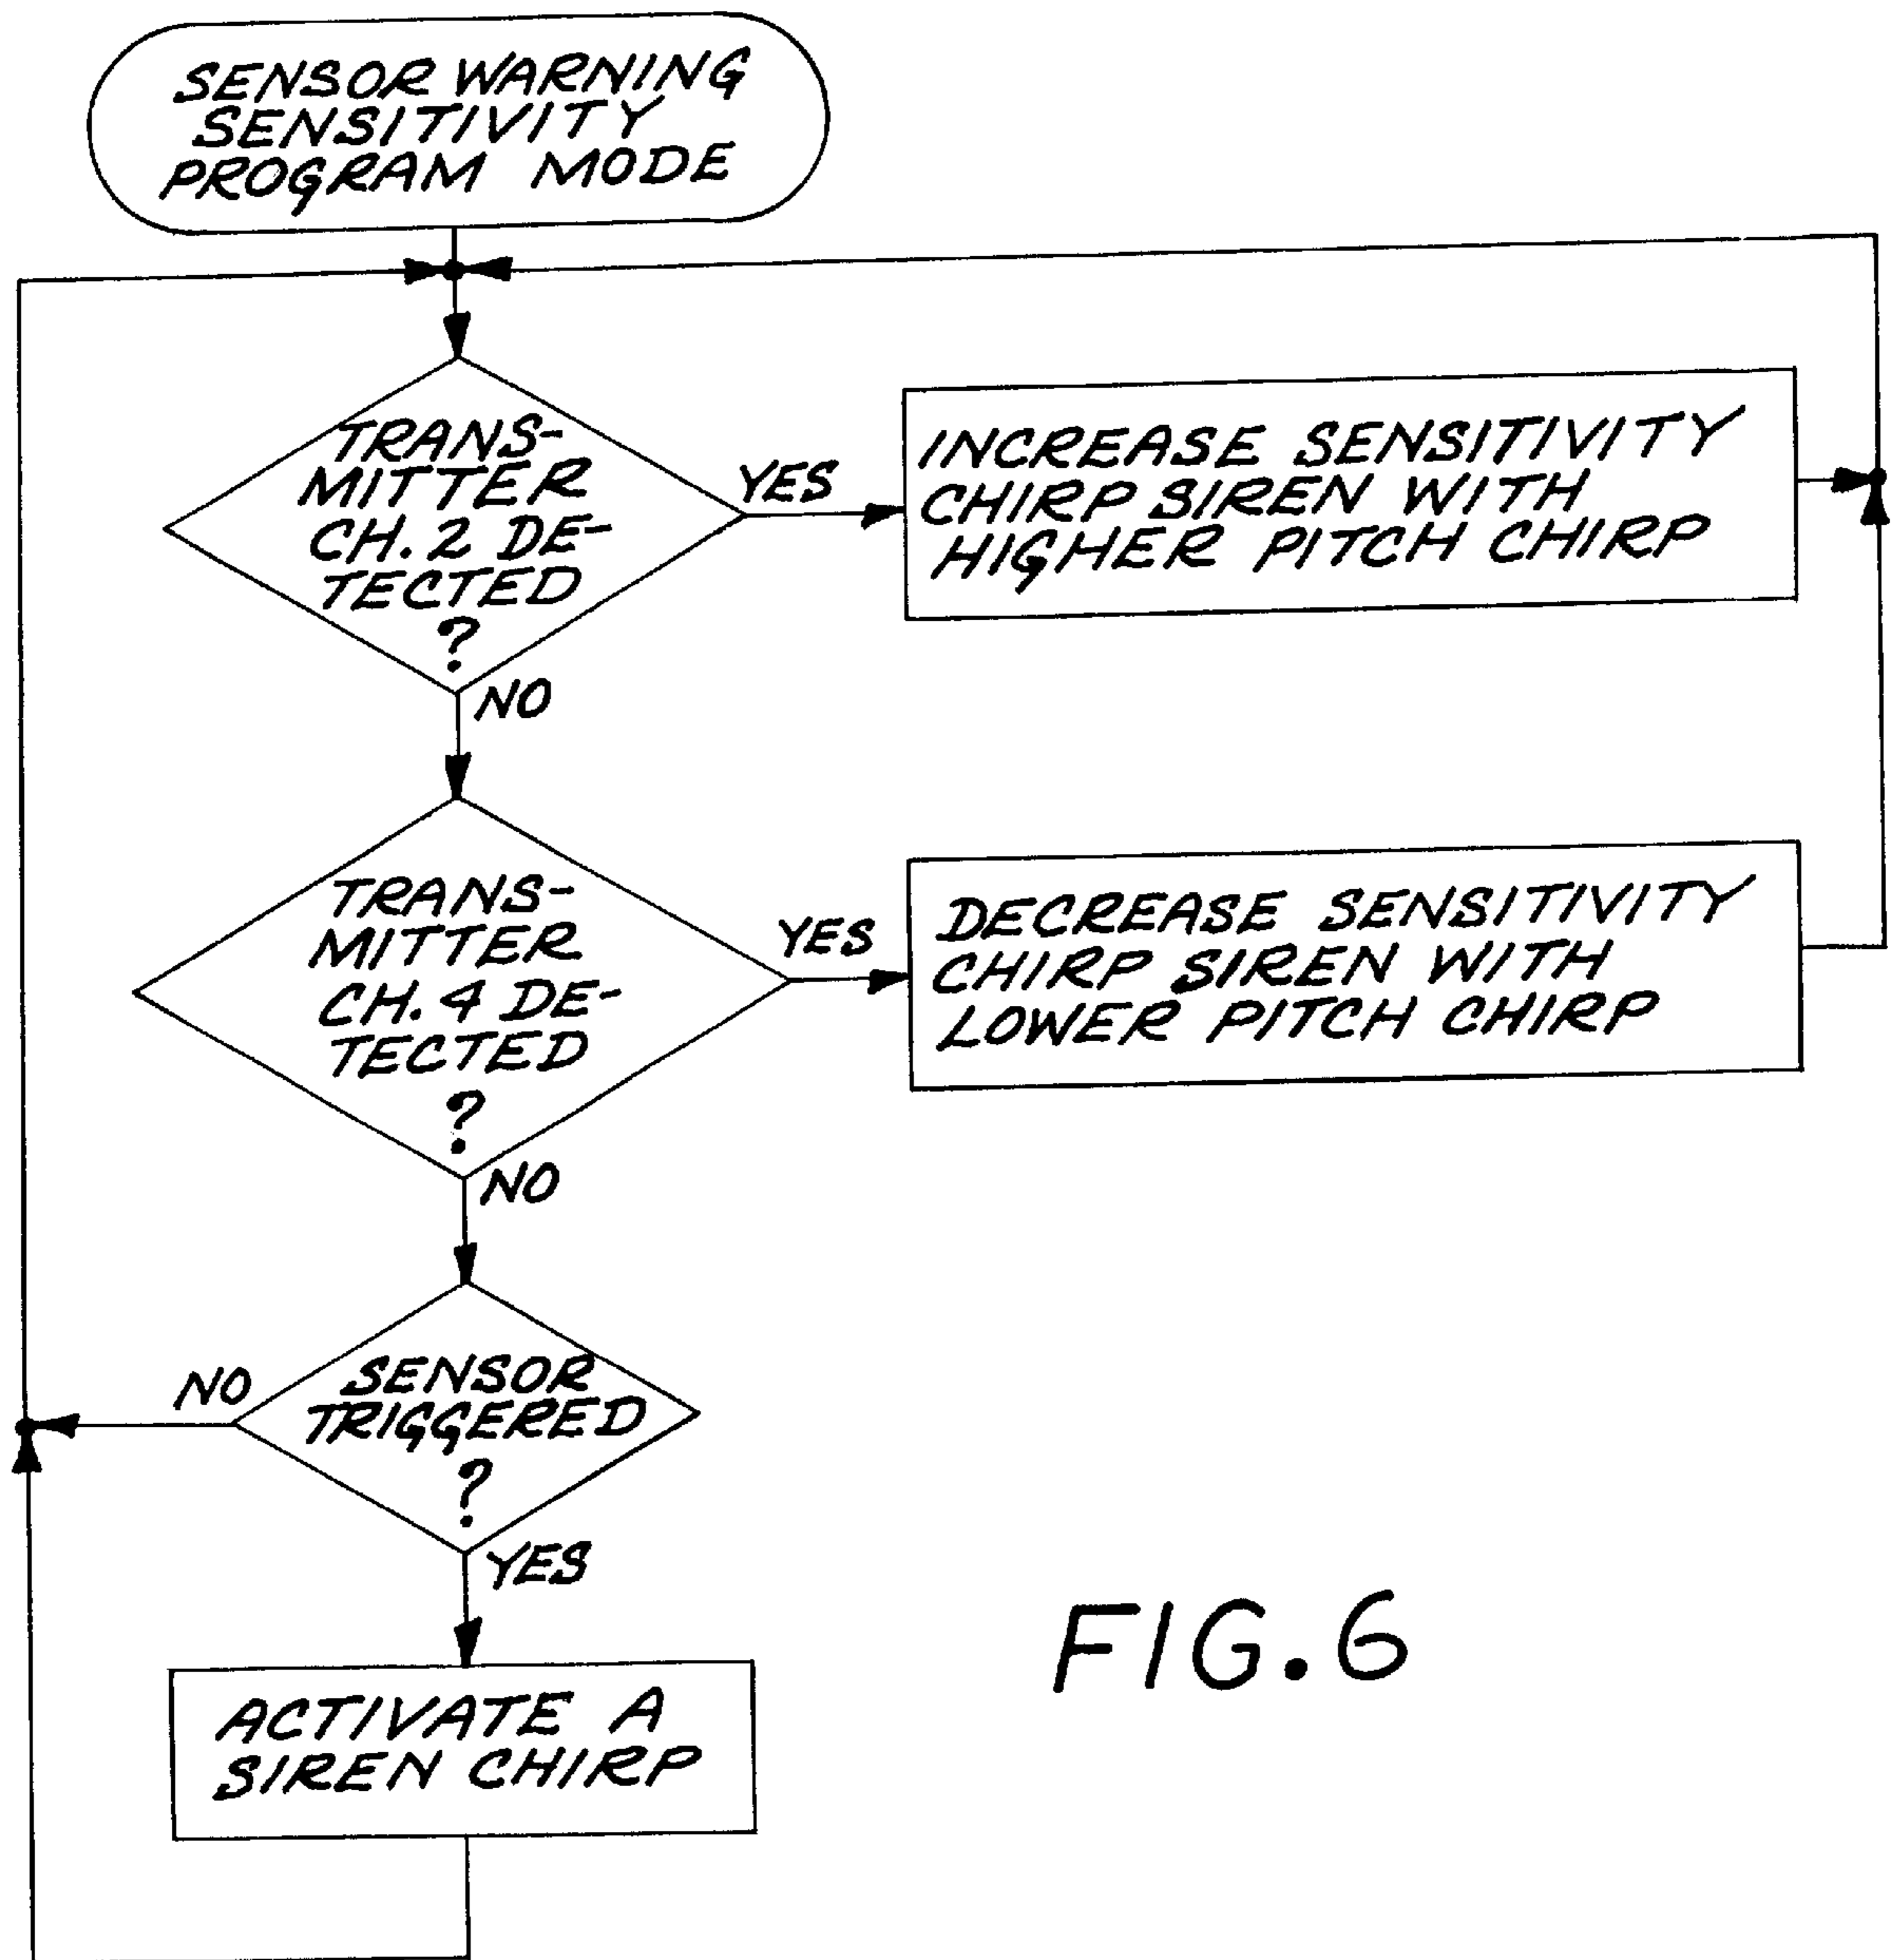 SENSOR WARNING
SENSITIVITY
PROGRAM MODE
TRANS-
MITTER
CH. 2 DE-
TECTED
?
YES
INCREASE SENSITIVITY
CHIRP SIREN WITH
HIGHER PITCH CHIRP
NO
TRANS-
MITTER
CH. 4 DE-
TECTED
?
YES
DECREASE SENSITIVITY
CHIRP SIREN WITH
LOWER PITCH CHIRP
NO
SENSOR
TRIGGERED
?
NO
YES
ACTIVATE A
SIREN CHIRP
FIG. 6